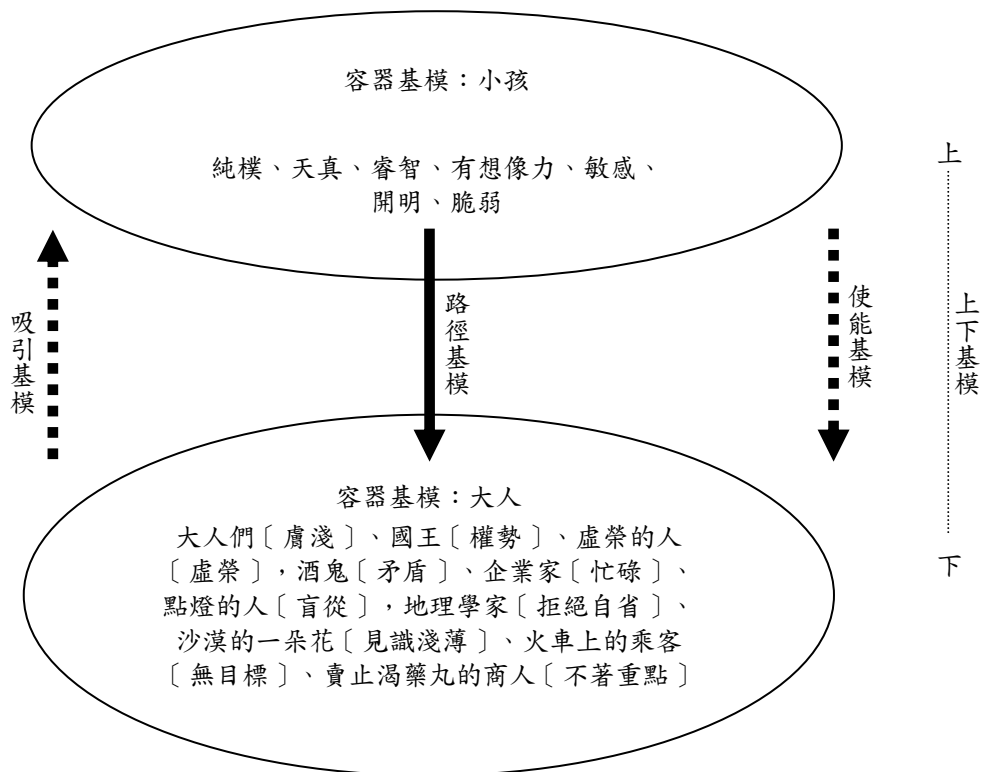 容器基模：小孩
純樸、天真、睿智、有想像力、敏感、
開明、脆弱
吸引基模
路徑基模
使能基模
上
上下基模
下
容器基模：大人
大人們〔膚淺〕、國王〔權勢〕、虛榮的人
〔虛榮〕，酒鬼〔矛盾〕、企業家〔忙碌〕、
點燈的人〔盲從〕，地理學家〔拒絕自省〕、
沙漠的一朵花〔見識淺薄〕、火車上的乘客
〔無目標〕、賣止渴藥丸的商人〔不著重點〕